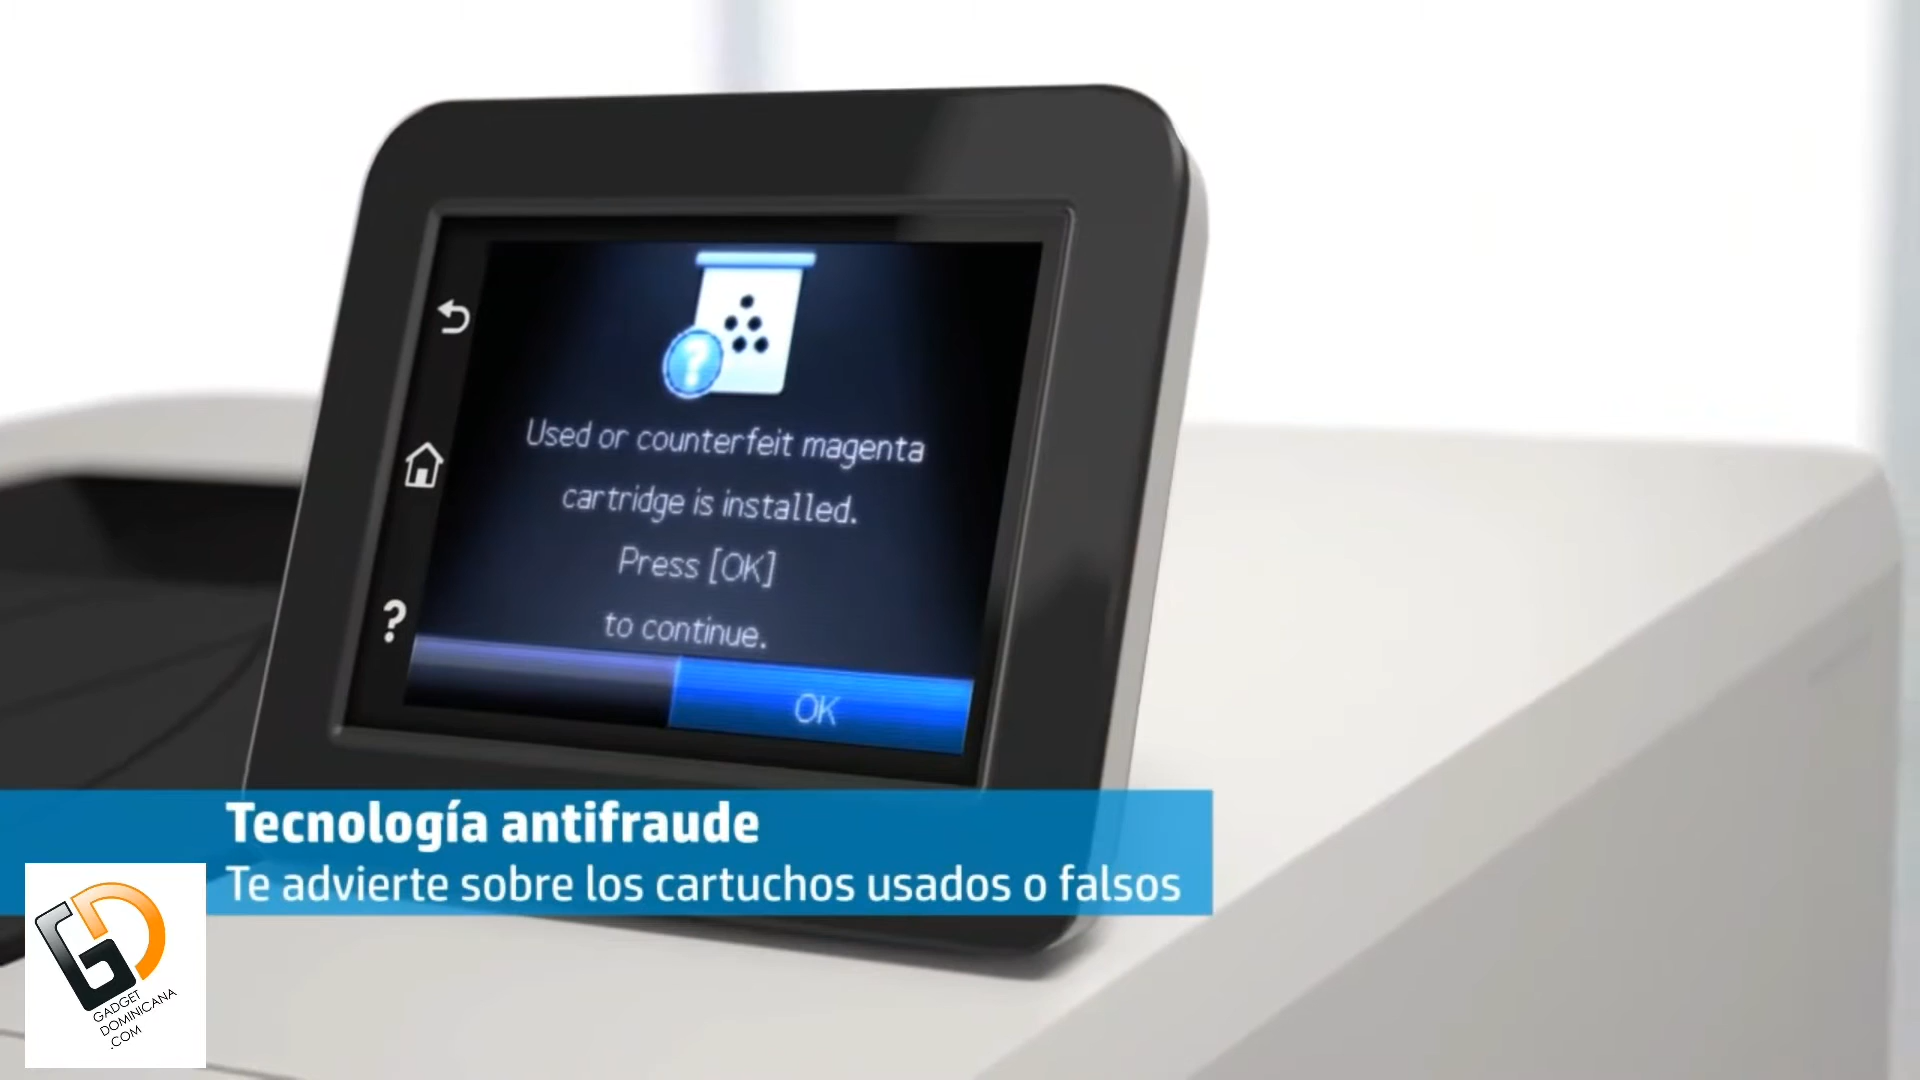 ?
Used or counterfeit magenta
cartridge is installed.
Press [OK]
to continue.
?
OK
Tecnología antifraude
Te advierte sobre los cartuchos usados o falsos
GD
GADGET
DOMINICANA
.COM